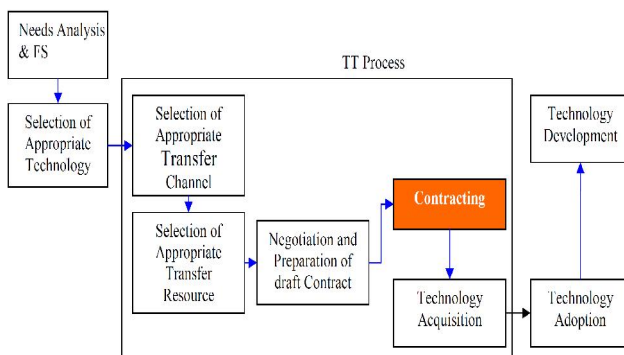 Needs Analysis
& FS
Selection of
Appropriate
Technology
TT Process
Selection of
Appropriate
Transfer
Channel
Selection of
Appropriate
Transfer
Resource
Negotiation and
Preparation of
draft Contract
Contracting
Technology
Acquisition
Technology
Adoption
Technology
Development